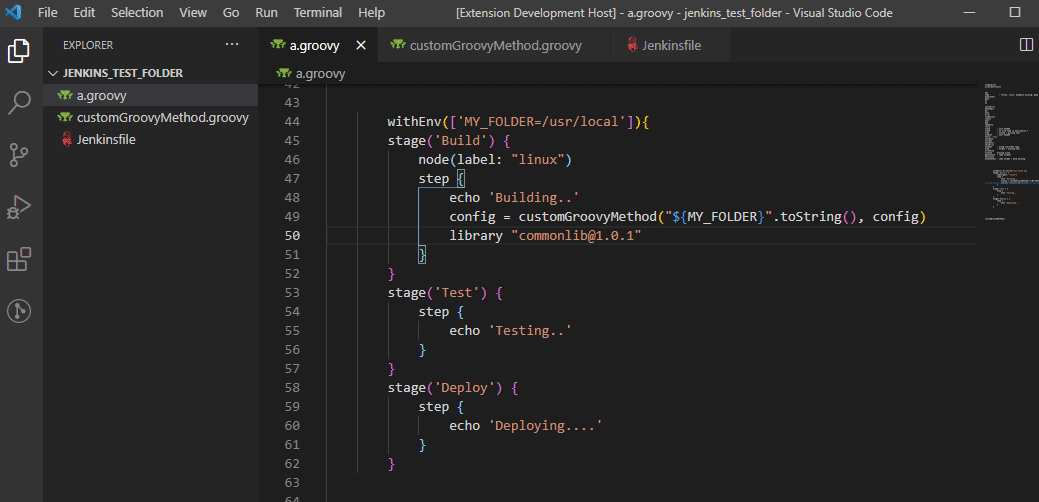 File Edit Selection View Go Run Terminal Help [Extension Development Host] - a.groovy - jenkins_test_folder - Visual Studio Code
EXPLORER ...
JENKINS_TEST_FOLDER
a.groovy
customGroovyMethod.groovy
Jenkinsfile
a.groovy customGroovyMethod.groovy Jenkinsfile
a.groovy
42
43
44 withEnv(['MY_FOLDER=/usr/local']){
45 stage('Build') {
46 node(label: "linux")
47 step {
48 echo 'Building..'
49 config = customGroovyMethod("${MY_FOLDER}".toString(), config)
50 library "commonlib@1.0.1"
51 }
52 }
53 stage('Test') {
54 step {
55 echo 'Testing..'
56 }
57 }
58 stage('Deploy') {
59 step {
60 echo 'Deploying....'
61 }
62 }
63
64